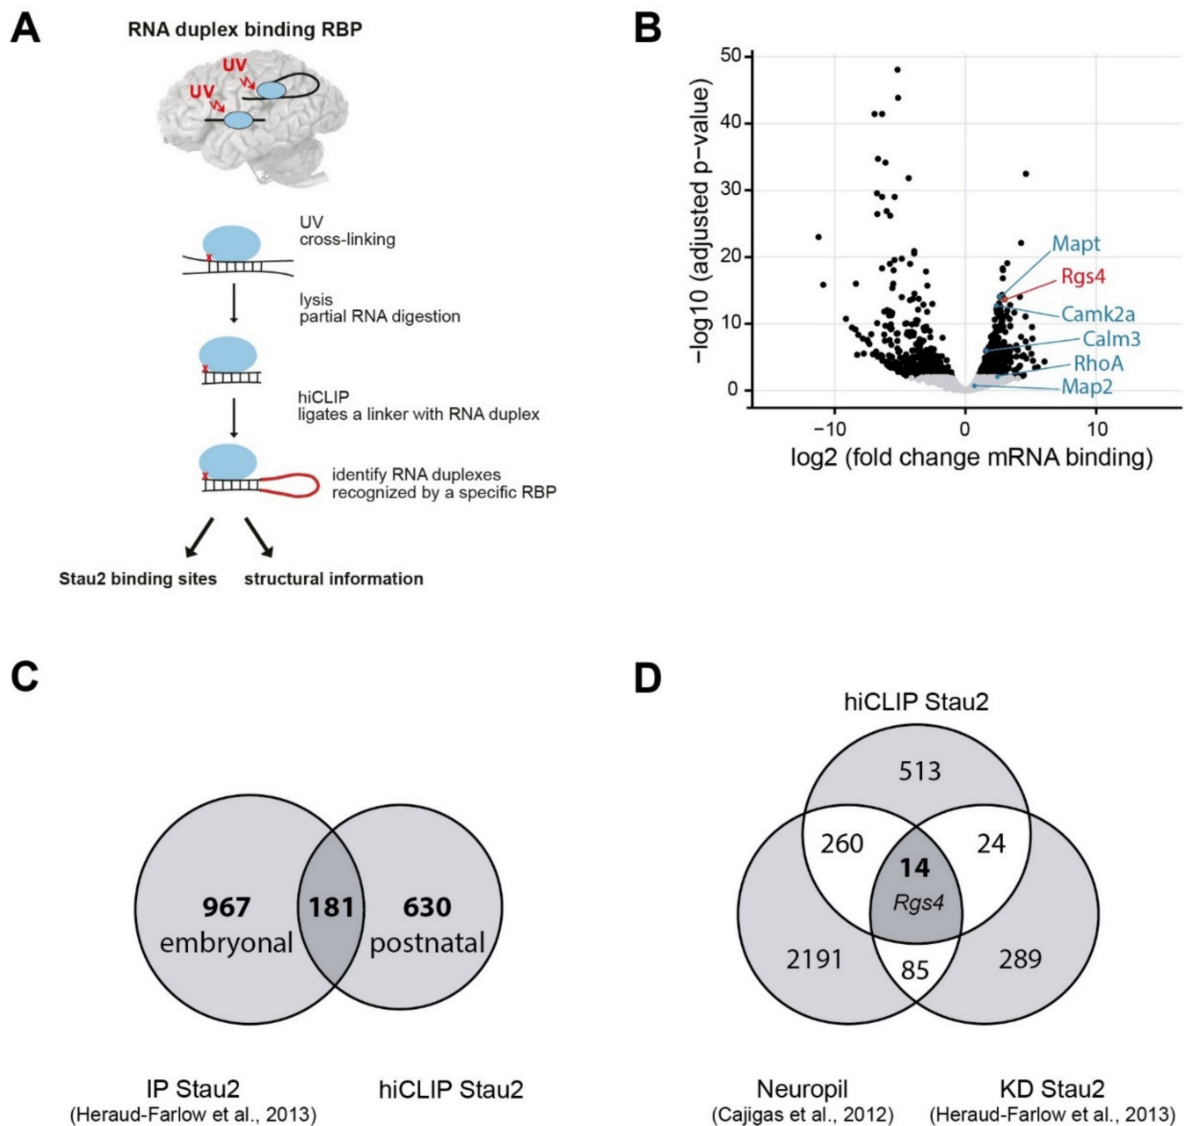 A
RNA duplex binding RBP
UV
UV
UV
cross-linking
x
lysis
partial RNA digestion
x
hiCLIP
ligates a linker with RNA duplex
x
identify RNA duplexes
recognized by a specific RBP
Stau2 binding sites
structural information
B
−log10 (adjusted p−value)
50
40
30
20
10
0
Mapt
Rgs4
Camk2a
Calm3
RhoA
Map2
−10
0
10
log2 (fold change mRNA binding)
C
967
embryonal
181
630
postnatal
IP Stau2
(Heraud-Farlow et al., 2013)
hiCLIP Stau2
D
hiCLIP Stau2
513
260
24
14
Rgs4
2191
85
289
Neuropil
(Cajigas et al., 2012)
KD Stau2
(Heraud-Farlow et al., 2013)